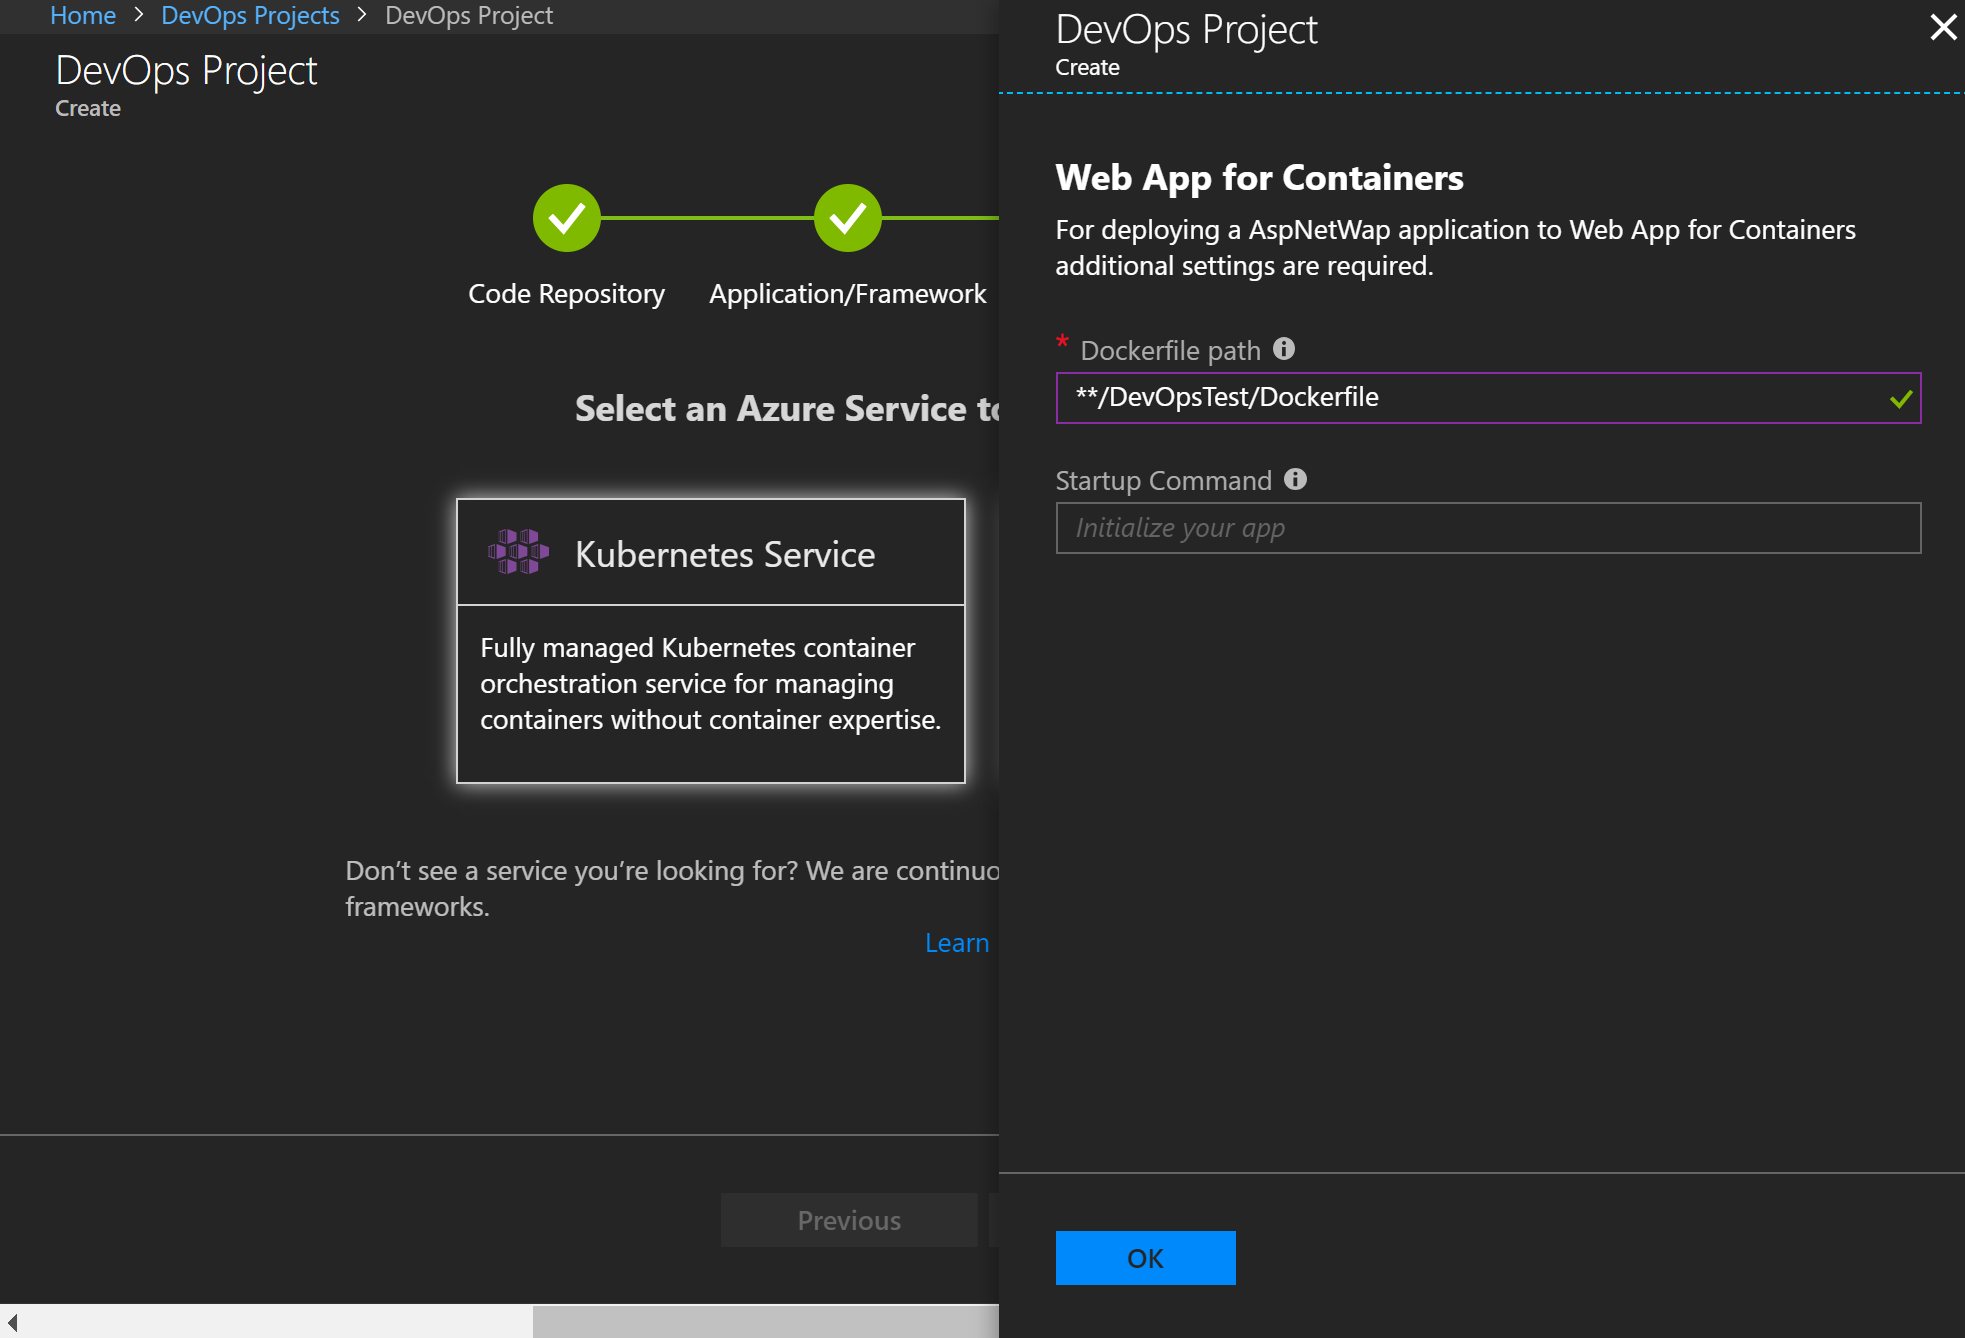 Home > DevOps Projects > DevOps Project
DevOps Project
Create
Code Repository
Application/Framework
Select an Azure Service to
Kubernetes Service
Fully managed Kubernetes container
orchestration service for managing
containers without container expertise.
Don’t see a service you’re looking for? We are continuo
frameworks.
Learn
Previous
DevOps Project
Create
Web App for Containers
For deploying a AspNetWap application to Web App for Containers
additional settings are required.
* Dockerfile path
**/DevOpsTest/Dockerfile
Startup Command
Initialize your app
OK